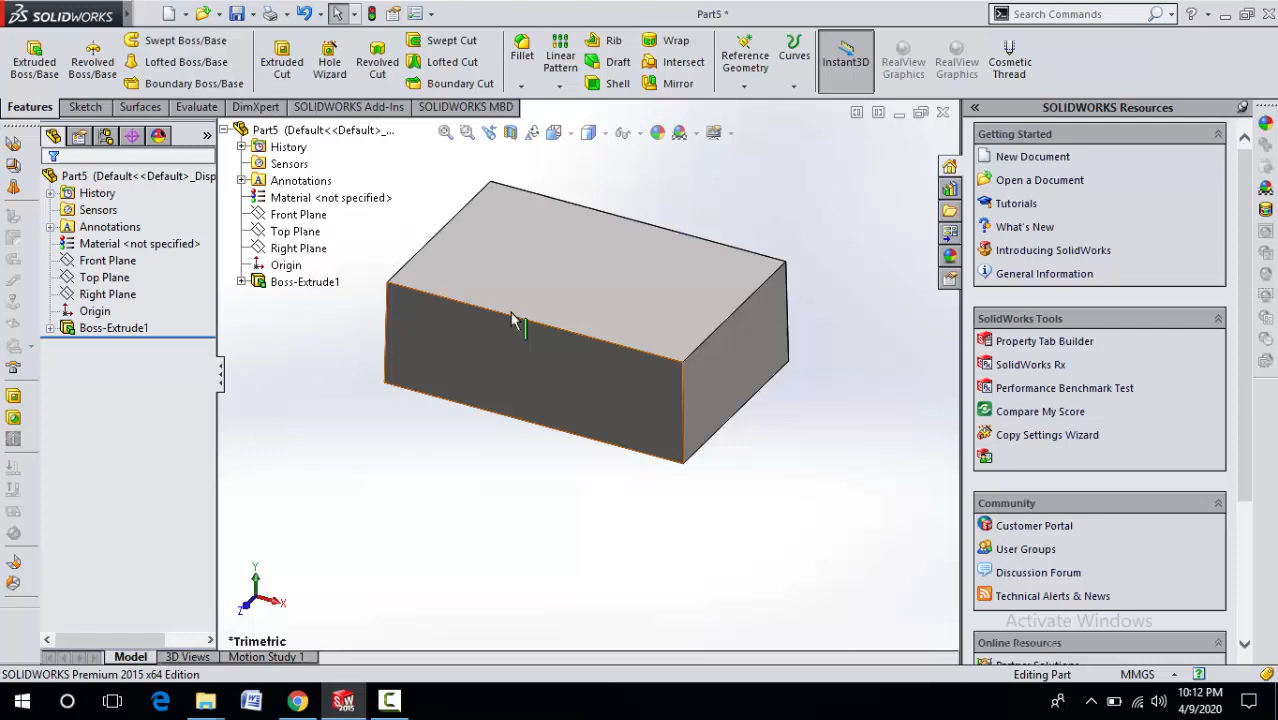 SOLIDWORKS
Part5 *
Search Commands
?
Extruded Boss/Base
Revolved Boss/Base
Swept Boss/Base
Lofted Boss/Base
Boundary Boss/Base
Extruded Cut
Hole Wizard
Revolved Cut
Swept Cut
Lofted Cut
Boundary Cut
Fillet
Linear Pattern
Rib
Draft
Shell
Wrap
Intersect
Mirror
Reference Geometry
Curves
Instant3D
RealView Graphics
RealView Graphics
Cosmetic Thread
Features
Sketch
Surfaces
Evaluate
DimXpert
SOLIDWORKS Add-Ins
SOLIDWORKS MBD
Part5 (Default<<Default>_Disp
History
Sensors
Annotations
Material <not specified>
Front Plane
Top Plane
Right Plane
Origin
Boss-Extrude1
Part5 (Default<<Default>_...
History
Sensors
Annotations
Material <not specified>
Front Plane
Top Plane
Right Plane
Origin
Boss-Extrude1
Y
X
Z
*Trimetric
SOLIDWORKS Resources
Getting Started
New Document
Open a Document
Tutorials
What's New
Introducing SolidWorks
General Information
SolidWorks Tools
Property Tab Builder
SolidWorks Rx
Performance Benchmark Test
Compare My Score
Copy Settings Wizard
Community
Customer Portal
User Groups
Discussion Forum
Technical Alerts & News
Activate Windows
Online Resources
Model
3D Views
Motion Study 1
SOLIDWORKS Premium 2015 x64 Edition
Editing Part
MMGS
10:12 PM
4/9/2020